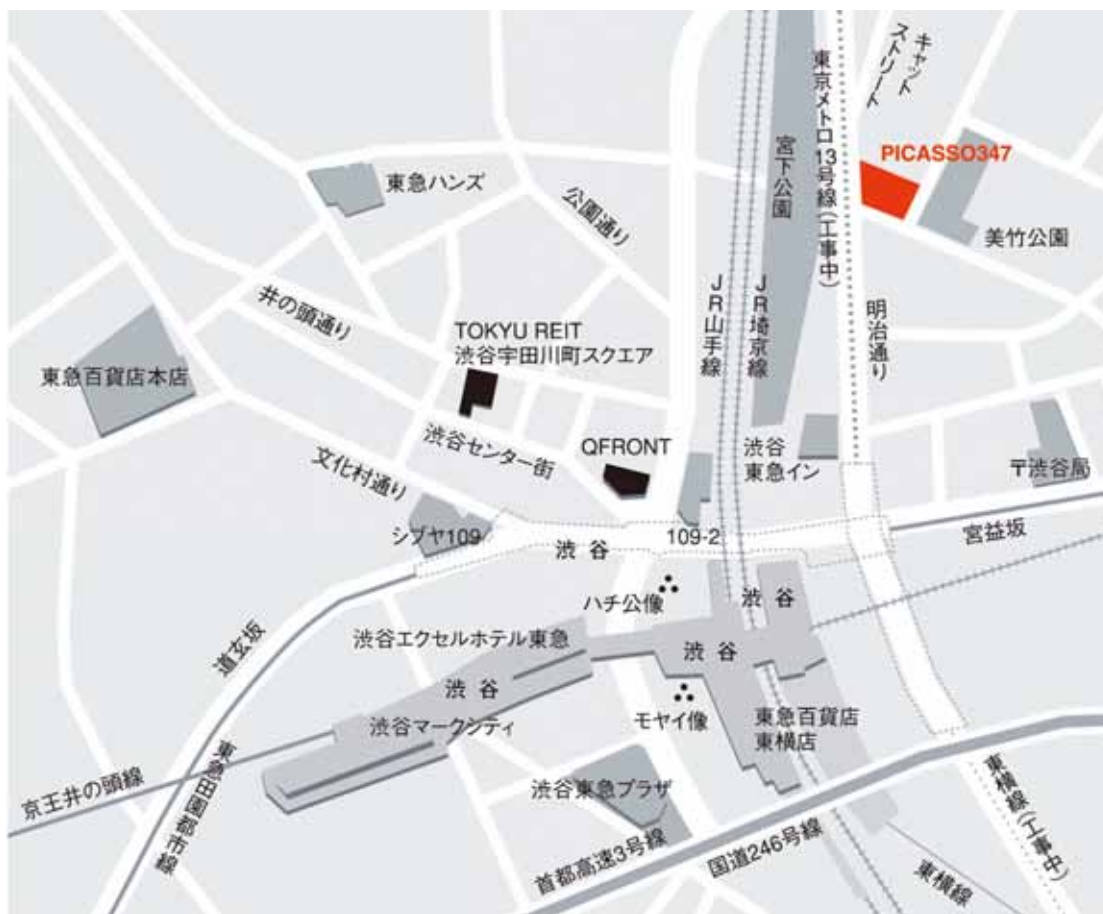 キャット
ストリート
東京メトロ13号線(工事中)
宮下公園
PICASSO347
美竹公園
東急ハンズ
公園通り
井の頭通り
JR山手線
JR埼京線
明治通り
TOKYU REIT
渋谷宇田川町スクエア
東急百貨店本店
渋谷センター街
QFRONT
渋谷
東急イン
〒渋谷局
文化村通り
シブヤ109
渋谷
109-2
宮益坂
ハチ公像
渋谷
渋谷エクセルホテル東急
渋谷
道玄坂
渋谷
渋谷マークシティ
モヤイ像
東急百貨店
東横店
京王井の頭線
東急田園都市線
渋谷東急プラザ
首都高速3号線
国道246号線
東横線(工事中)
東横線